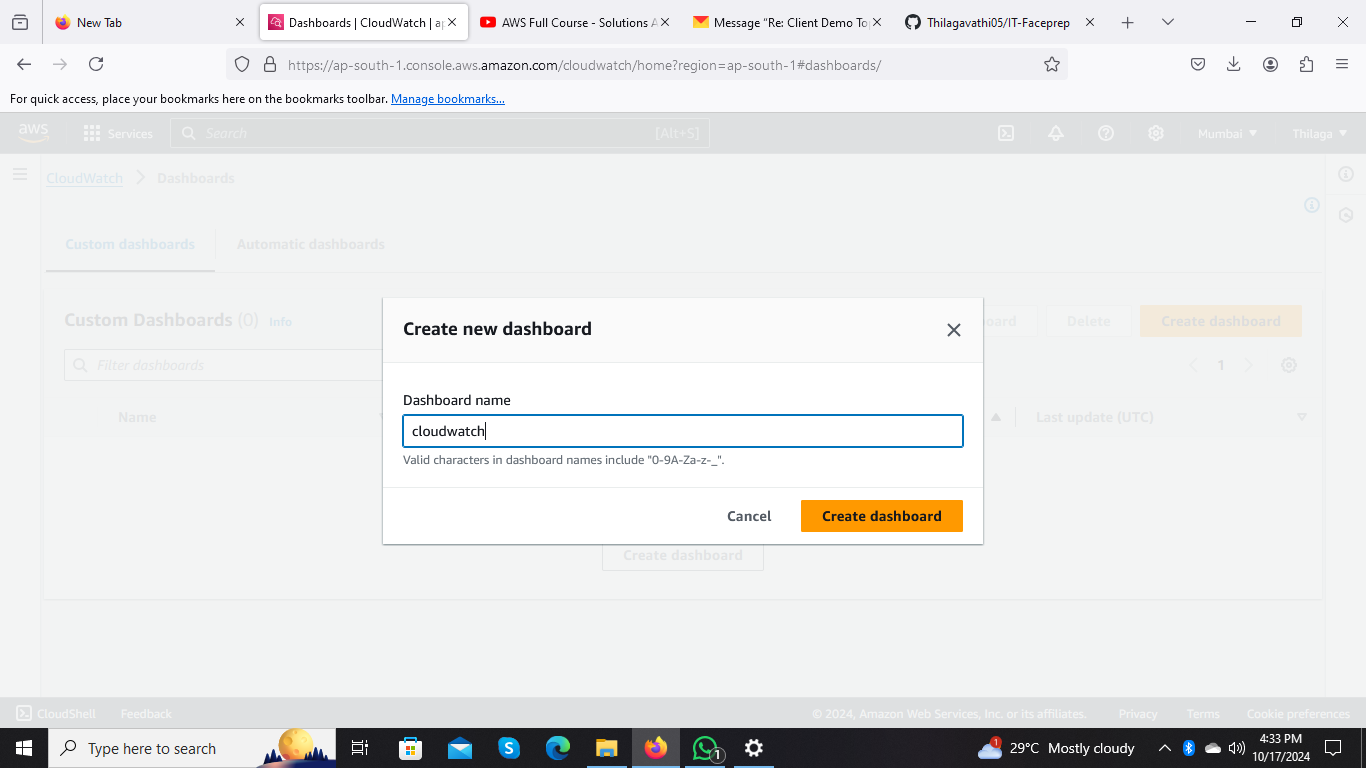 New Tab
Dashboards | CloudWatch | ap
AWS Full Course - Solutions A
Message "Re: Client Demo Top
Thilagavathi05/IT-Faceprep
https://ap-south-1.console.aws.amazon.com/cloudwatch/home?region=ap-south-1#dashboards/
For quick access, place your bookmarks here on the bookmarks toolbar. Manage bookmarks...
aws
Services
Search
[Alt+S]
Mumbai
Thilaga
CloudWatch
Dashboards
Custom dashboards
Automatic dashboards
Custom Dashboards (0)
Info
Delete
Create dashboard
Filter dashboards
1
Name
Last update (UTC)
Create new dashboard
Dashboard name
cloudwatch
Valid characters in dashboard names include "0-9A-Za-z-_".
Cancel
Create dashboard
Create dashboard
CloudShell
Feedback
© 2024, Amazon Web Services, Inc. or its affiliates.
Privacy
Terms
Cookie preferences
Type here to search
1
1
29°C Mostly cloudy
4:33 PM
10/17/2024